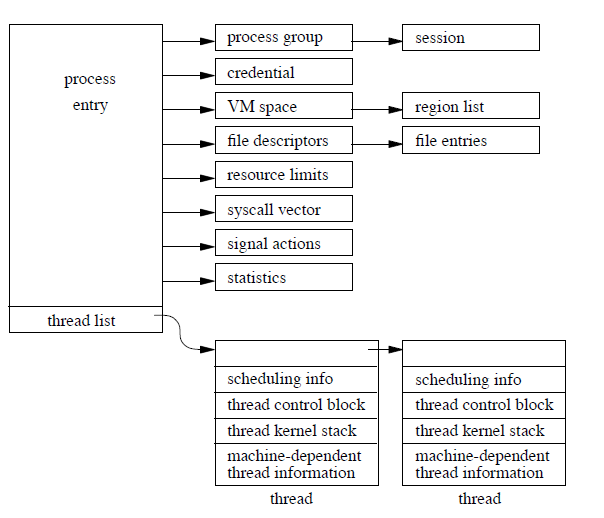 process
entry
process group
session
credential
VM space
region list
file descriptors
file entries
resource limits
syscall vector
signal actions
statistics
thread list
scheduling info
thread control block
thread kernel stack
machine-dependent
thread information
thread
scheduling info
thread control block
thread kernel stack
machine-dependent
thread information
thread